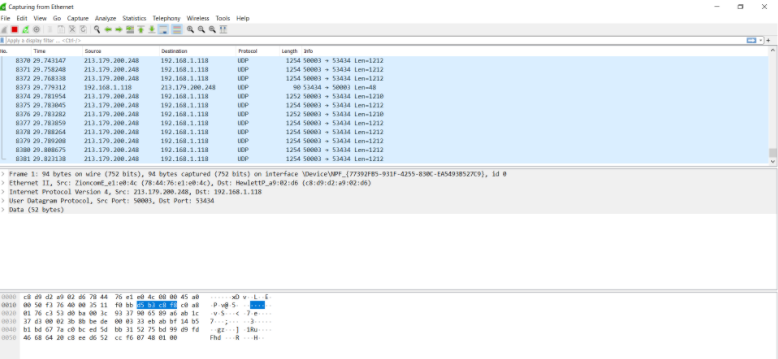 Capturing from Ethernet
File Edit View Go Capture Analyze Statistics Telephony Wireless Tools Help
Apply a display filter ... <Ctrl-/>
No. Time Source Destination Protocol Length Info
8370 29.743147 213.179.200.248 192.168.1.118 UDP 1254 50003 → 53434 Len=1212
8371 29.758248 213.179.200.248 192.168.1.118 UDP 1254 50003 → 53434 Len=1212
8372 29.768338 213.179.200.248 192.168.1.118 UDP 1254 50003 → 53434 Len=1212
8373 29.779312 192.168.1.118 213.179.200.248 UDP 90 53434 → 50003 Len=48
8374 29.781954 213.179.200.248 192.168.1.118 UDP 1252 50003 → 53434 Len=1210
8375 29.783045 213.179.200.248 192.168.1.118 UDP 1254 50003 → 53434 Len=1212
8376 29.783282 213.179.200.248 192.168.1.118 UDP 1252 50003 → 53434 Len=1210
8377 29.783859 213.179.200.248 192.168.1.118 UDP 1254 50003 → 53434 Len=1212
8378 29.788264 213.179.200.248 192.168.1.118 UDP 1254 50003 → 53434 Len=1212
8379 29.789208 213.179.200.248 192.168.1.118 UDP 1254 50003 → 53434 Len=1212
8380 29.808675 213.179.200.248 192.168.1.118 UDP 1254 50003 → 53434 Len=1212
8381 29.823138 213.179.200.248 192.168.1.118 UDP 1254 50003 → 53434 Len=1212
> Frame 1: 94 bytes on wire (752 bits), 94 bytes captured (752 bits) on interface \Device\NPF_{77392FB5-931F-4255-830C-EA5493B527C9}, id 0
> Ethernet II, Src: ZioncomE_e1:e0:4c (78:44:76:e1:e0:4c), Dst: HewlettP_a9:02:d6 (c8:d9:d2:a9:02:d6)
> Internet Protocol Version 4, Src: 213.179.200.248, Dst: 192.168.1.118
> User Datagram Protocol, Src Port: 50003, Dst Port: 53434
> Data (52 bytes)
0000 c8 d9 d2 a9 02 d6 78 44 76 e1 e0 4c 08 00 45 a0
0010 00 50 f3 76 40 00 35 11 f0 bb d5 b3 c8 f8 c0 a8
0020 01 76 c3 53 d0 ba 00 3c 93 37 90 65 89 a6 ab 1c
0030 37 d3 00 02 3b 8b be de 00 03 33 eb ab bf 14 b5
0040 b1 bd 67 7a c0 bc ed 5d bb 31 52 75 bd 99 d9 fd
0050 46 68 64 20 c8 ee d6 52 cc f6 07 48 01 00